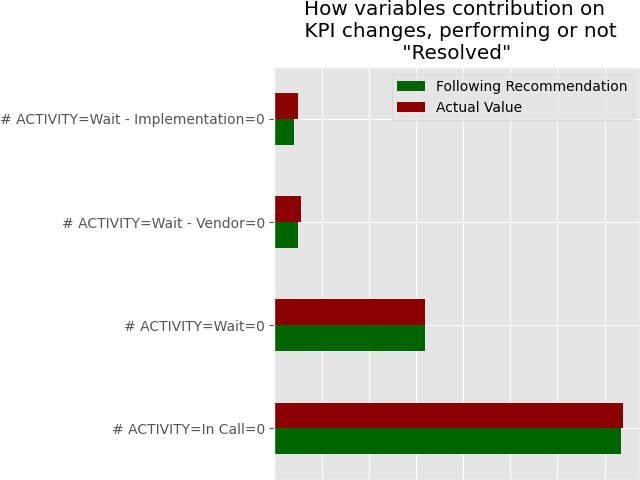 How variables contribution on
KPI changes, performing or not
"Resolved"
Following Recommendation
Actual Value
# ACTIVITY=Wait - Implementation=0
# ACTIVITY=Wait - Vendor=0
# ACTIVITY=Wait=0
# ACTIVITY=In Call=0